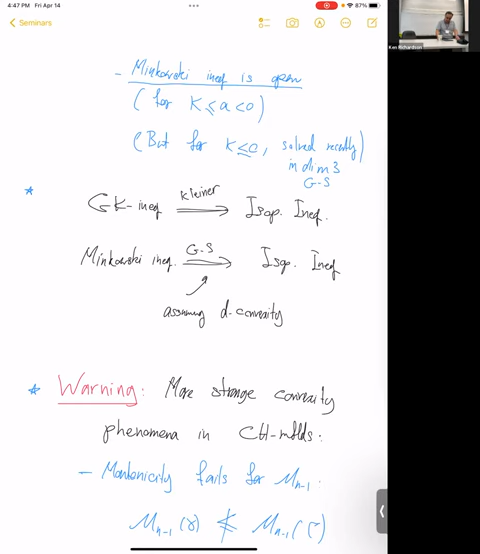 4:47 PM Fri Apr 14
87%
Seminars
Ken Richardson
- Minkowski ineq is open
(for K ≤ a < 0)
(But for K ≤ 0, solved recently)
in dim 3
G-S
* GK-ineq ⟹ Isop. Ineq.
Kleiner
Minkowski ineq. ⟹ Isop. Ineq
G-S
assuming d-convexity
* Warning: More strange convexity
phenomena in CH-mflds:
- Montonicity fails for M_{n-1}:
M_{n-1}(γ) ≰ M_{n-1}(Γ)